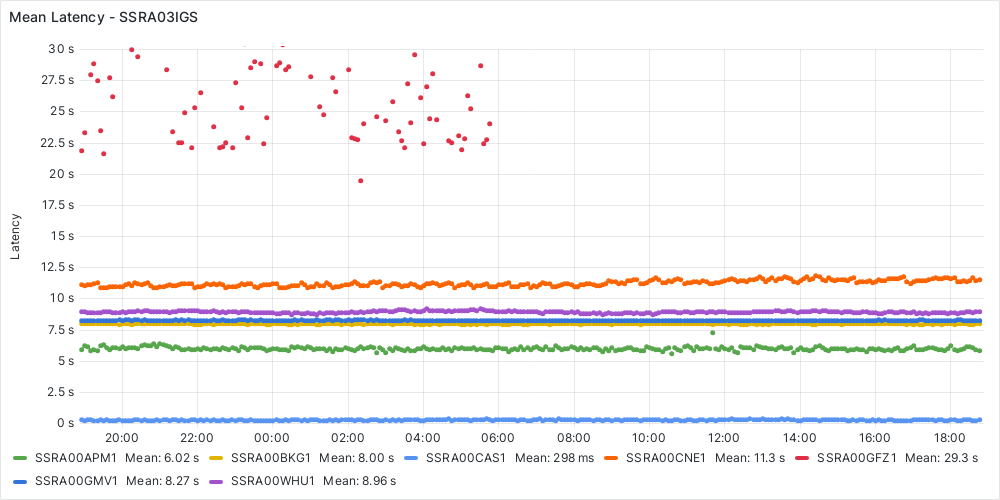 Mean Latency - SSRA03IGS
Latency
30 s
27.5 s
25 s
22.5 s
20 s
17.5 s
15 s
12.5 s
10 s
7.5 s
5 s
2.5 s
0 s
20:00 22:00 00:00 02:00 04:00 06:00 08:00 10:00 12:00 14:00 16:00 18:00
SSRA00APM1 Mean: 6.02 s SSRA00BKG1 Mean: 8.00 s SSRA00CAS1 Mean: 298 ms SSRA00CNE1 Mean: 11.3 s SSRA00GFZ1 Mean: 29.3 s
SSRA00GMV1 Mean: 8.27 s SSRA00WHU1 Mean: 8.96 s